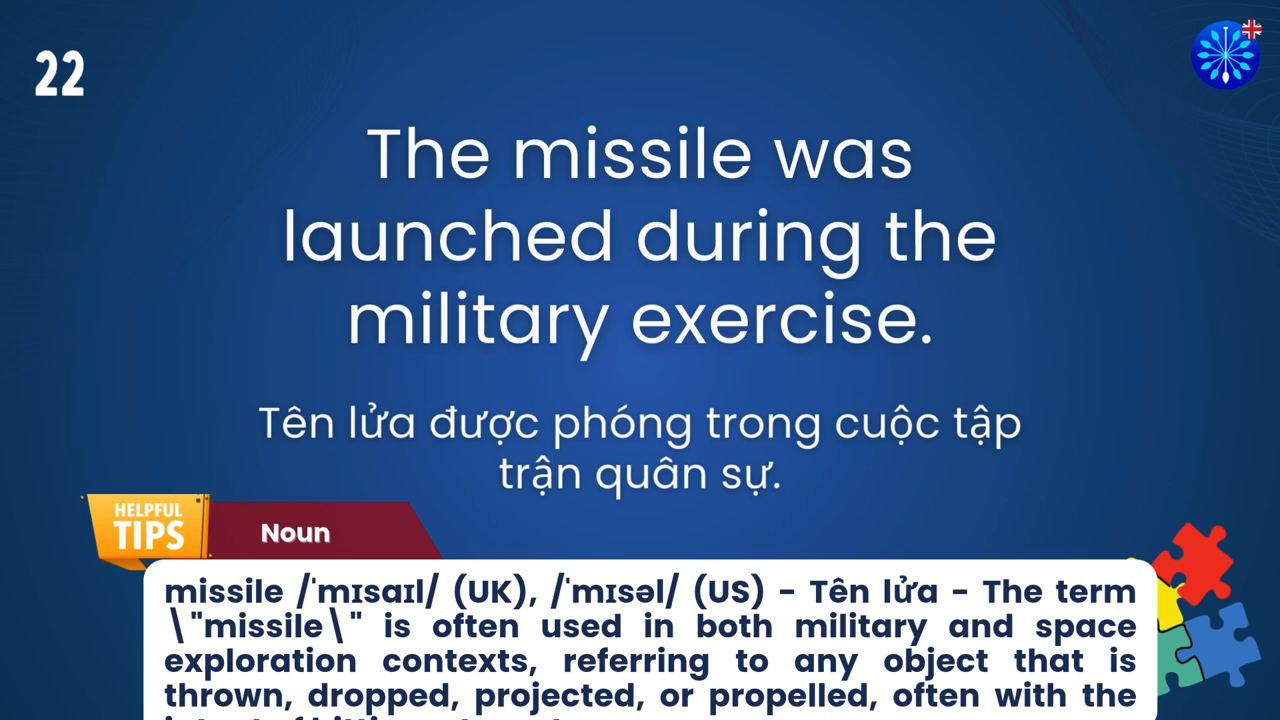 22
The missile was
launched during the
military exercise.
Tên lửa được phóng trong cuộc tập
trận quân sự.
HELPFUL
TIPS
Noun
missile /ˈmɪsaɪl/ (UK), /ˈmɪsəl/ (US) - Tên lửa - The term
\"missile\" is often used in both military and space
exploration contexts, referring to any object that is
thrown, dropped, projected, or propelled, often with the